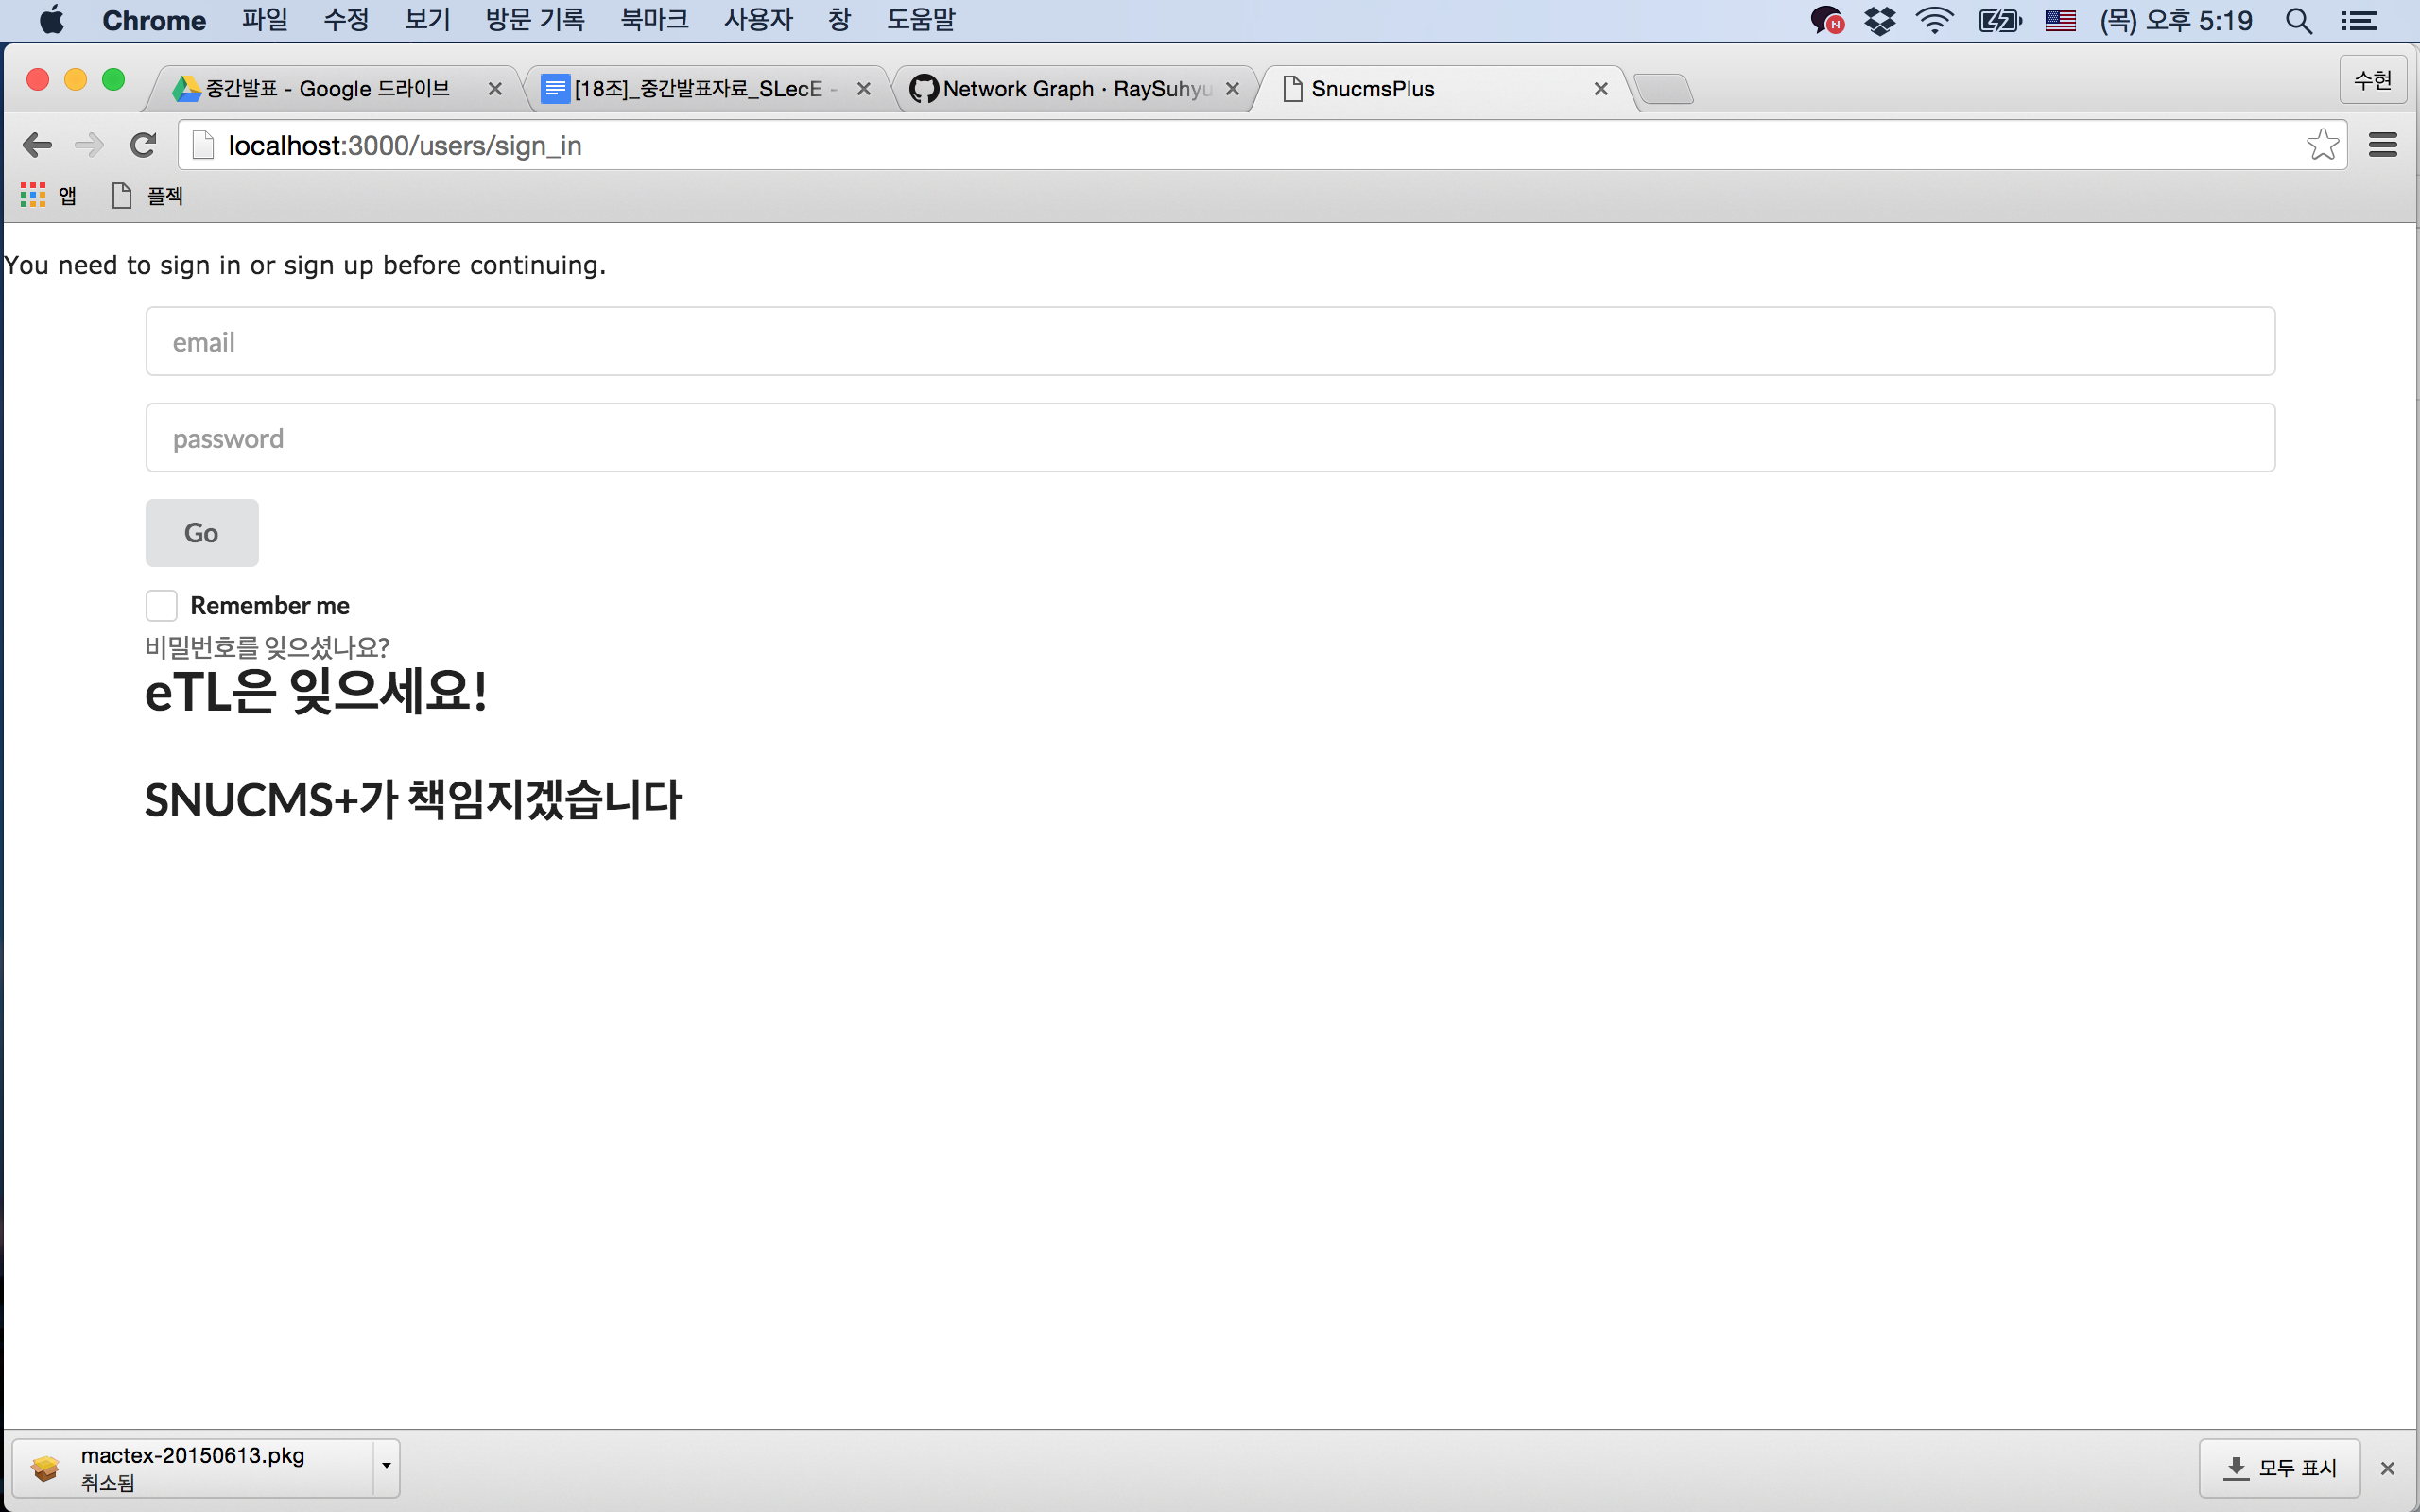 Chrome 파일 수정 보기 방문 기록 북마크 사용자 창 도움말 N (목) 오후 5:19
중간발표 - Google 드라이브 [18조]_중간발표자료_SLecE - Network Graph · RaySuhyu SnucmsPlus 수현
localhost:3000/users/sign_in
앱 플젝
You need to sign in or sign up before continuing.
email
password
Go
Remember me
비밀번호를 잊으셨나요?
eTL은 잊으세요!
SNUCMS+가 책임지겠습니다
mactex-20150613.pkg
취소됨
모두 표시